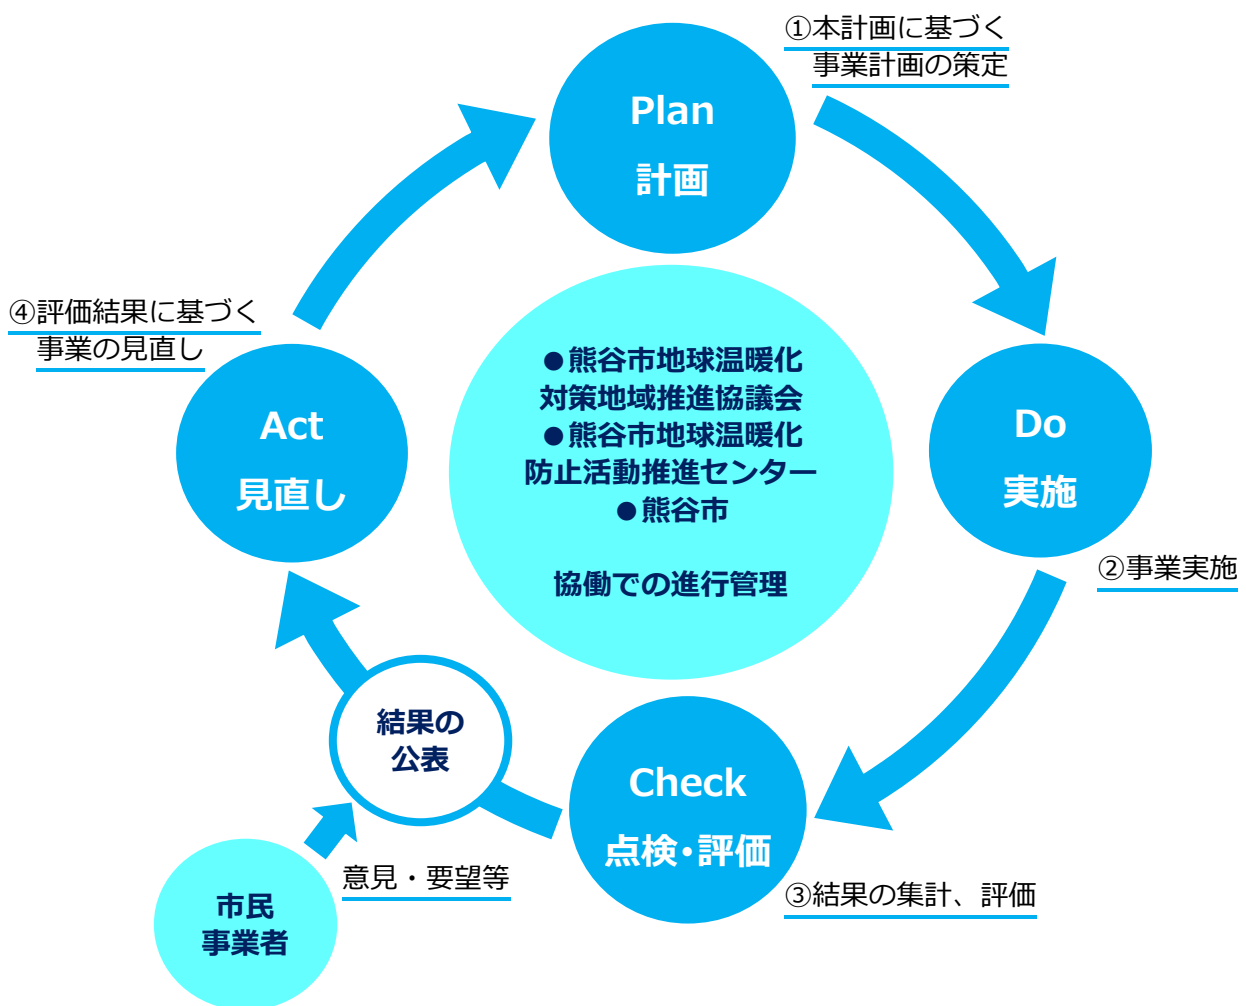 ①本計画に基づく
事業計画の策定
Plan
計画
④評価結果に基づく
事業の見直し
●熊谷市地球温暖化
対策地域推進協議会
●熊谷市地球温暖化
防止活動推進センター
●熊谷市
協働での進行管理
Act
見直し
Do
実施
②事業実施
結果の
公表
Check
点検・評価
③結果の集計、評価
意見・要望等
市民
事業者